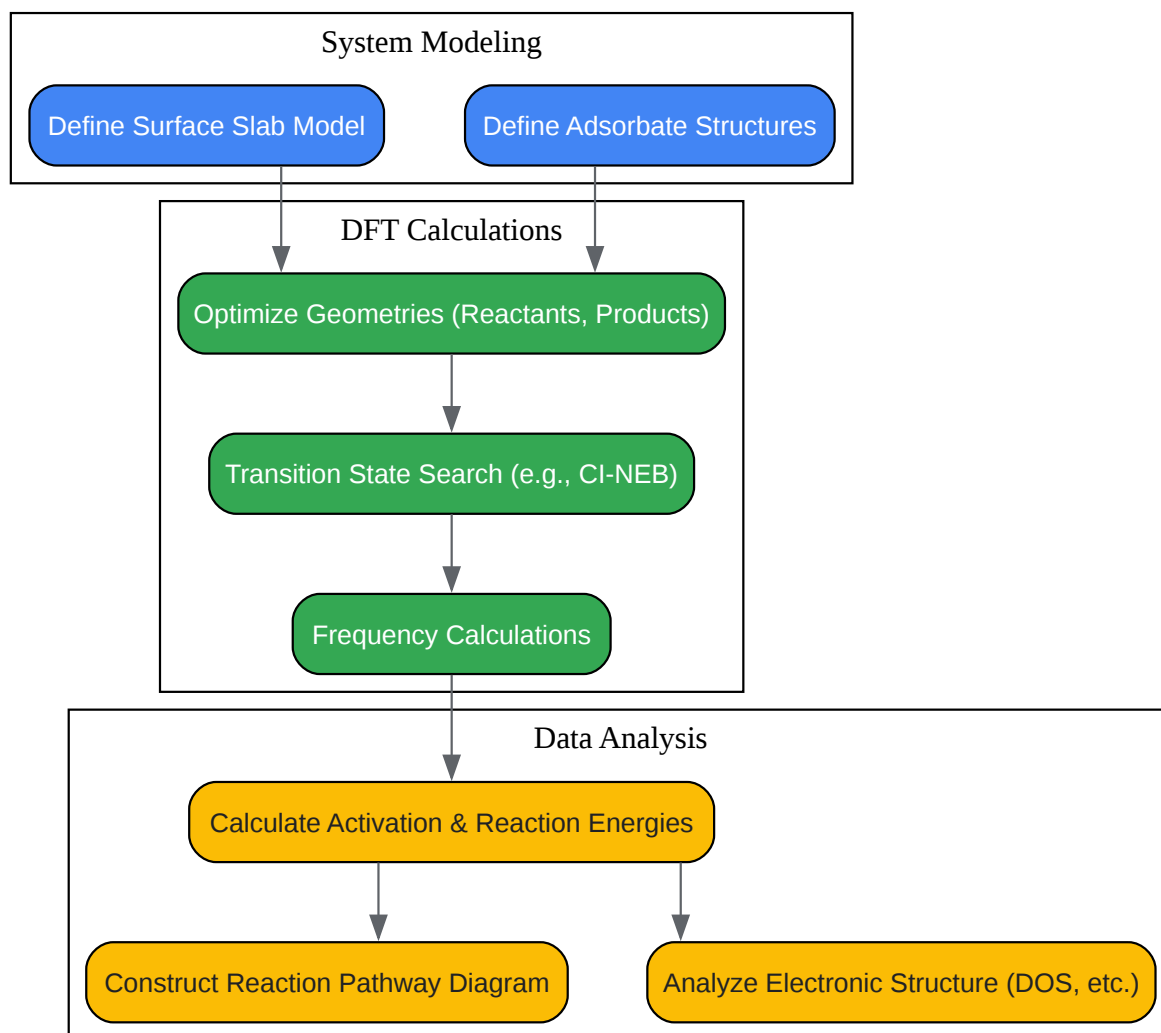 System Modeling
Define Surface Slab Model
Define Adsorbate Structures
DFT Calculations
Optimize Geometries (Reactants, Products)
Transition State Search (e.g., CI-NEB)
Frequency Calculations
Data Analysis
Calculate Activation & Reaction Energies
Construct Reaction Pathway Diagram
Analyze Electronic Structure (DOS, etc.)